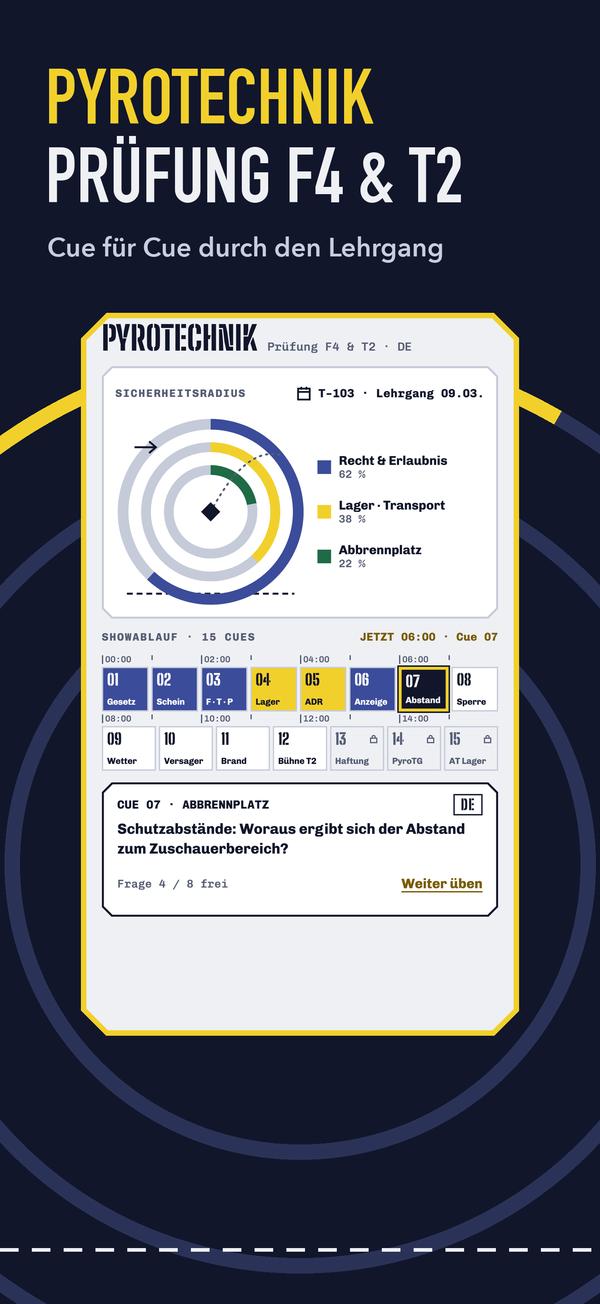 PYROTECHNIK
PRÜFUNG F4 & T2
Cue für Cue durch den Lehrgang
PYROTECHNIK Prüfung F4 & T2 · DE
SICHERHEITSRADIUS T-103 · Lehrgang 09.03.
Recht & Erlaubnis
62 %
Lager · Transport
38 %
Abbrennplatz
22 %
SHOWABLAUF · 15 CUES JETZT 06:00 · Cue 07
00:00 02:00 04:00 06:00
01 02 03 04 05 06 07 08
Gesetz Schein F·T·P Lager ADR Anzeige Abstand Sperre
08:00 10:00 12:00 14:00
09 10 11 12 13 14 15
Wetter Versager Brand Bühne T2 Haftung PyroTG AT Lager
CUE 07 · ABBRENNPLATZ DE
Schutzabstände: Woraus ergibt sich der Abstand
zum Zuschauerbereich?
Frage 4 / 8 frei Weiter üben